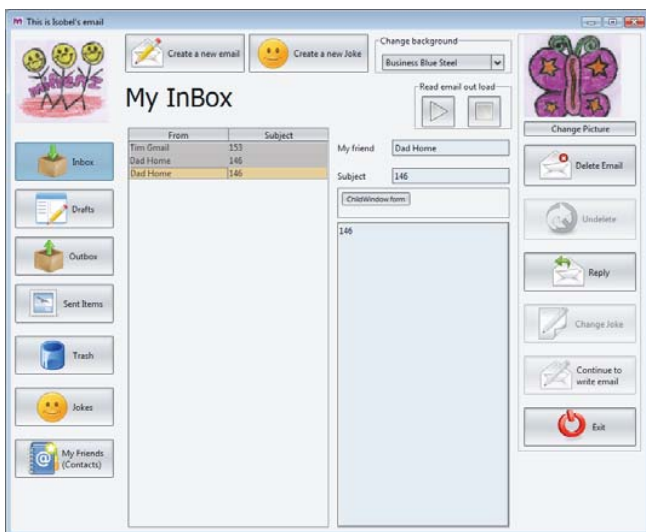 This is Isobel's email
Create a new email
Create a new Joke
Change background
Business Blue Steel
Read email out load
My InBox
Change Picture
From Subject
Tim Gmail 153
Dad Home 146
Dad Home 146
My friend Dad Home
Subject 146
ChildWindow form
146
Inbox
Drafts
Outbox
Sent Items
Trash
Jokes
My Friends
(Contacts)
Delete Email
Undelete
Reply
Change Joke
Continue to
write email
Exit